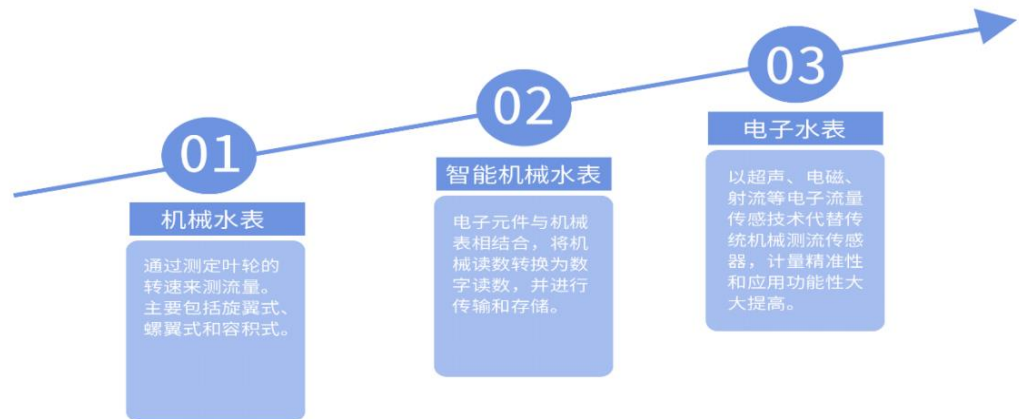 01
机械水表
通过测定叶轮的
转速来测流量。
主要包括旋翼式、
螺翼式和容积式。
02
智能机械水表
电子元件与机械
表相结合，将机
械读数转换为数
字读数，并进行
传输和存储。
03
电子水表
以超声、电磁、
射流等电子流量
传感技术代替传
统机械测流传感
器，计量精准性
和应用功能性大
大提高。